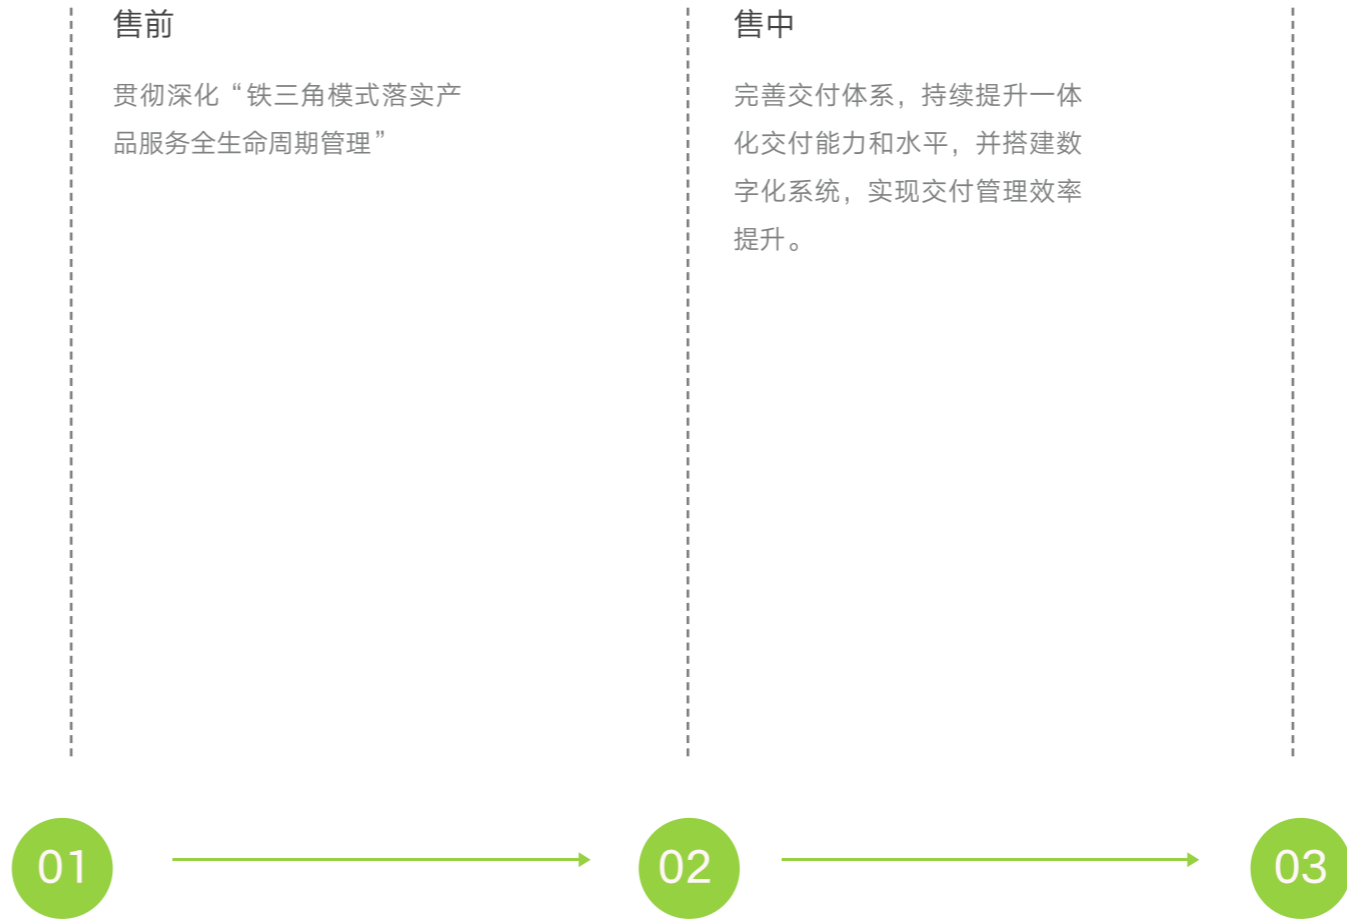 售前
贯彻深化“铁三角模式落实产
品服务全生命周期管理”
售中
完善交付体系，持续提升一体
化交付能力和水平，并搭建数
字化系统，实现交付管理效率
提升。
01
02
03